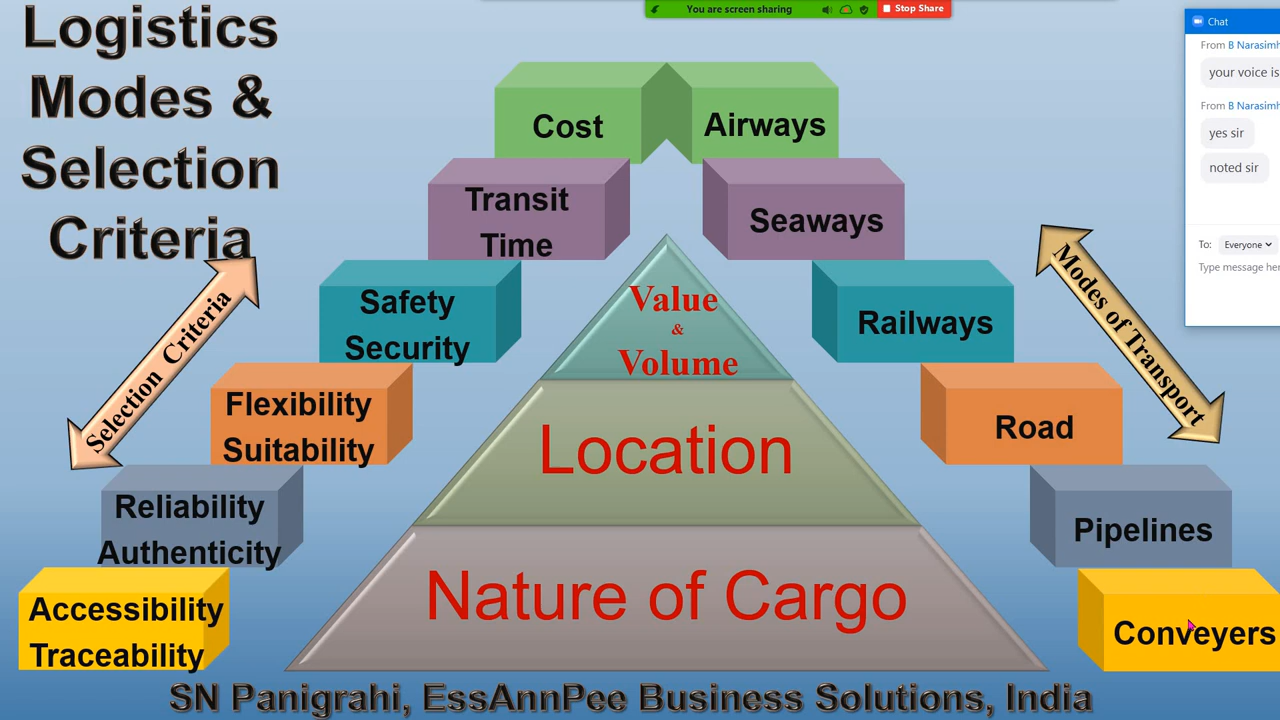 You are screen sharing
Stop Share
Logistics
Modes &
Selection
Criteria
Cost
Airways
Transit
Time
Seaways
Safety
Security
Railways
Flexibility
Suitability
Road
Reliability
Authenticity
Pipelines
Accessibility
Traceability
Conveyers
Selection Criteria
Modes of Transport
Value
&
Volume
Location
Nature of Cargo
SN Panigrahi, EssAnnPee Business Solutions, India
Chat
From B Narasimh
your voice is
From B Narasimh
yes sir
noted sir
To: Everyone
Type message her